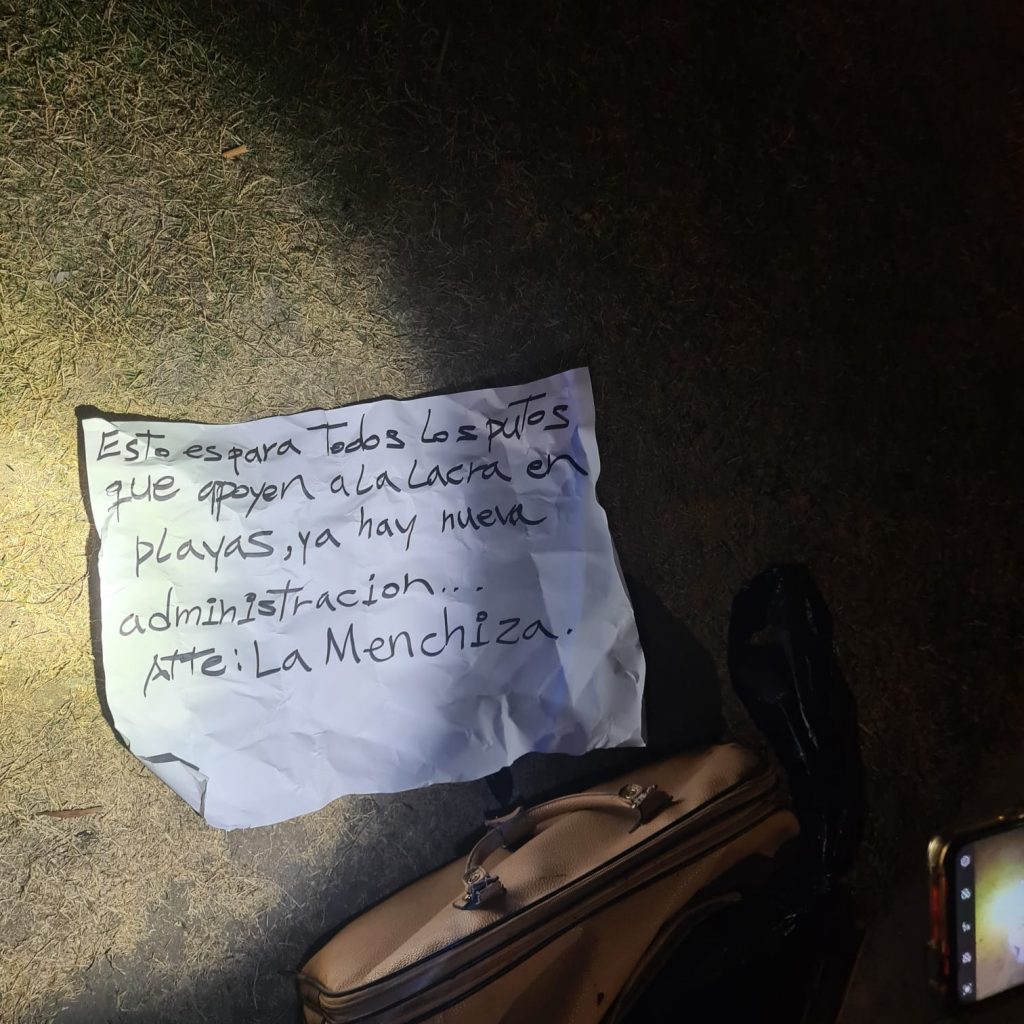 Esto es para Todos Los puTos
que apoyen a La Lacra en
pLayas, ya hay nueva
administracion...
ATTe: La Menchiza.